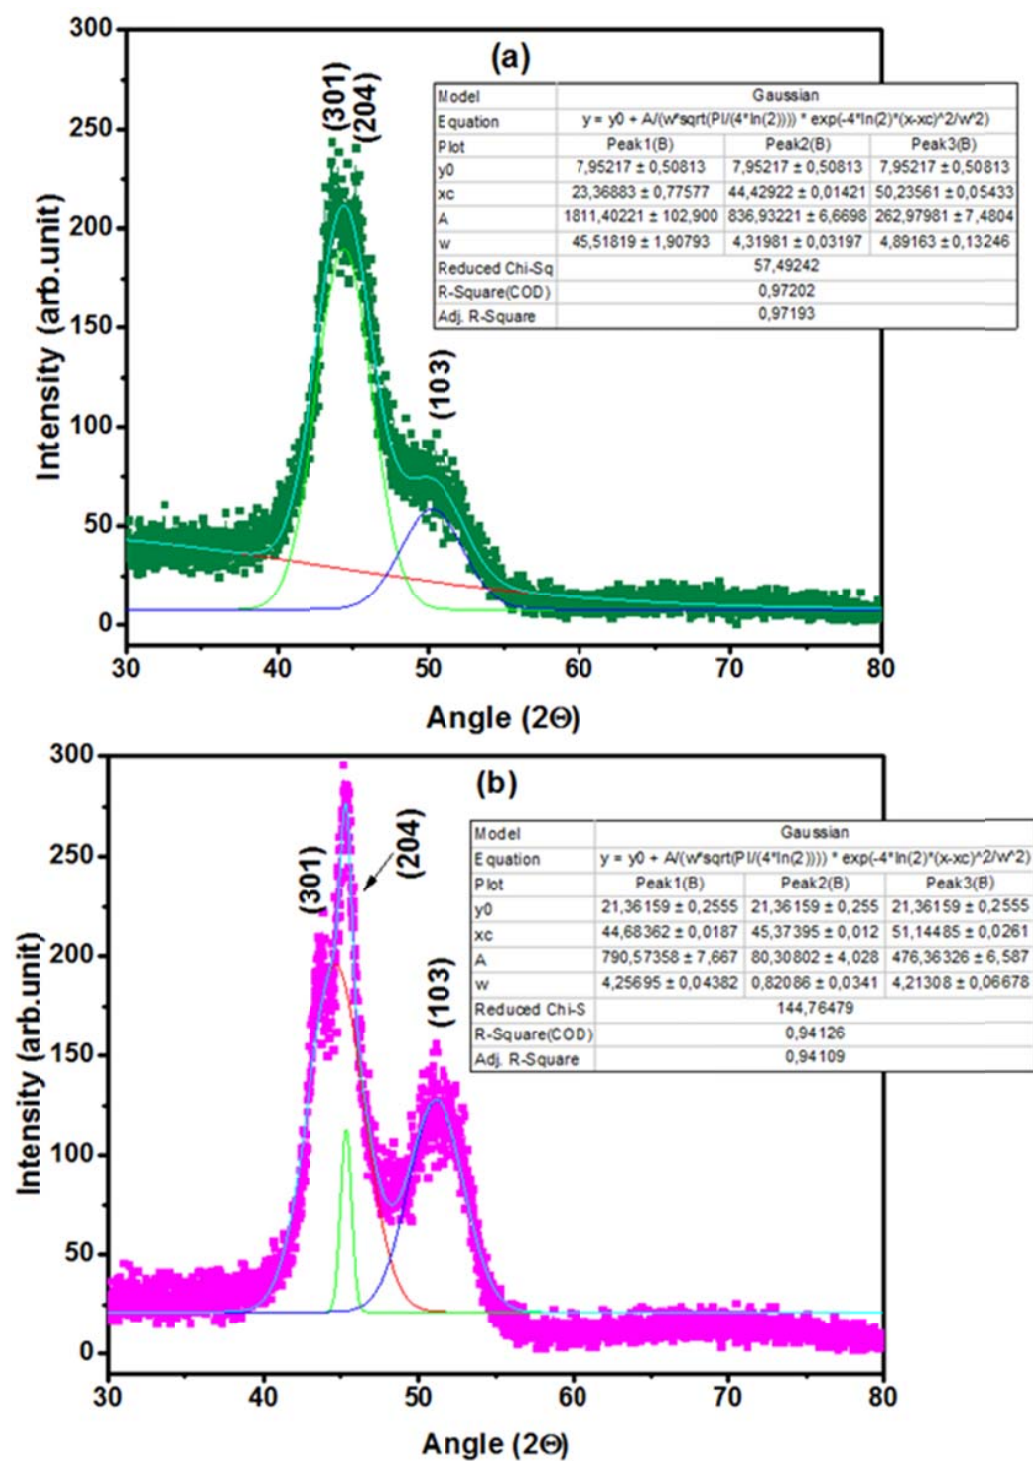 300
250
200
150
100
50
0
30 40 50 60 70 80
Intensity (arb.unit)
Angle (2Θ)
(a)
(301)
(204)
(103)
Model Gaussian
Equation y = y0 + A/(w*sqrt(PI/(4*ln(2)))) * exp(-4*ln(2)*(x-xc)^2/w^2)
Plot Peak1(B) Peak2(B) Peak3(B)
y0 7,95217 ± 0,50813 7,95217 ± 0,50813 7,95217 ± 0,50813
xc 23,36883 ± 0,77577 44,42922 ± 0,01421 50,23561 ± 0,05433
A 1811,40221 ± 102,900 836,93221 ± 6,6698 262,97981 ± 7,4804
w 45,51819 ± 1,90793 4,31981 ± 0,03197 4,89163 ± 0,13246
Reduced Chi-Sq 57,49242
R-Square(COD) 0,97202
Adj. R-Square 0,97193
300
250
200
150
100
50
0
30 40 50 60 70 80
Intensity (arb.unit)
Angle (2Θ)
(b)
(301)
(204)
(103)
Model Gaussian
Equation y = y0 + A/(w*sqrt(PI/(4*ln(2)))) * exp(-4*ln(2)*(x-xc)^2/w^2)
Plot Peak1(B) Peak2(B) Peak3(B)
y0 21,36159 ± 0,2555 21,36159 ± 0,255 21,36159 ± 0,2555
xc 44,68362 ± 0,0187 45,37395 ± 0,012 51,14485 ± 0,0261
A 790,57358 ± 7,667 80,30802 ± 4,028 476,36326 ± 6,587
w 4,25695 ± 0,04382 0,82086 ± 0,0341 4,21308 ± 0,06678
Reduced Chi-S 144,76479
R-Square(COD) 0,94126
Adj. R-Square 0,94109